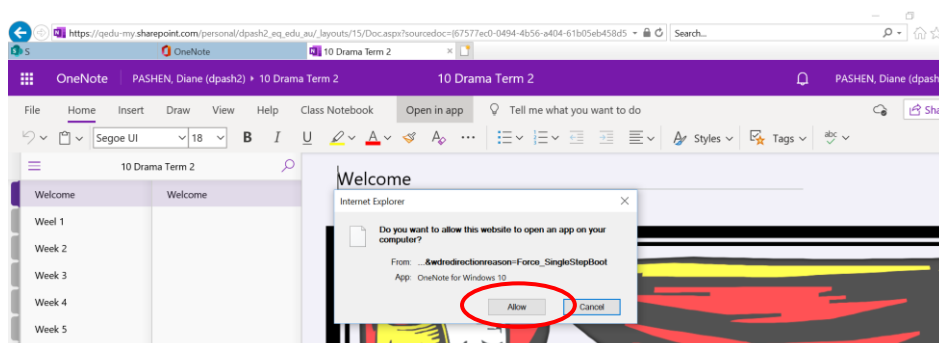 https://qedu-my.sharepoint.com/personal/dpash2_eq_edu_au/_layouts/15/Doc.aspx?sourcedoc={67577ec0-0494-4b56-a404-61b05eb458d5 Search...
S OneNote 10 Drama Term 2
OneNote PASHEN, Diane (dpash2) 10 Drama Term 2 10 Drama Term 2 PASHEN, Diane (dpash
File Home Insert Draw View Help Class Notebook Open in app Tell me what you want to do Sha
Segoe UI 18 B I U A A Styles Tags abc
10 Drama Term 2
Welcome Welcome Welcome
Weel 1
Week 2
Week 3
Week 4
Week 5
Internet Explorer
Do you want to allow this website to open an app on your
computer?
From: ...&wdredirectionreason=Force_SingleStepBoot
App: OneNote for Windows 10
Allow Cancel